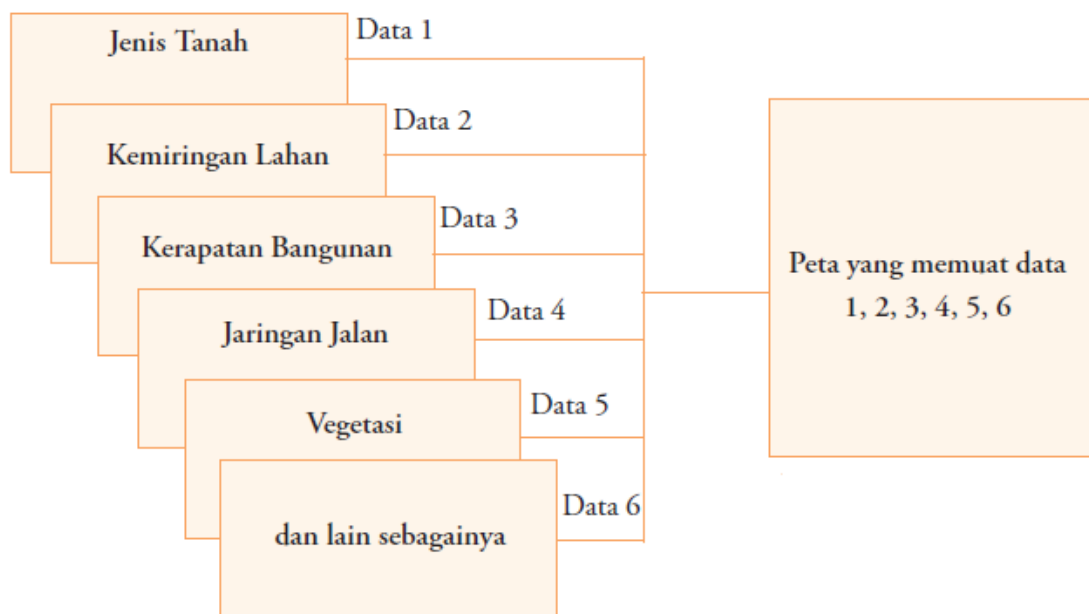 Jenis Tanah
Data 1
Kemiringan Lahan
Data 2
Kerapatan Bangunan
Data 3
Jaringan Jalan
Data 4
Vegetasi
Data 5
dan lain sebagainya
Data 6
Peta yang memuat data
1, 2, 3, 4, 5, 6